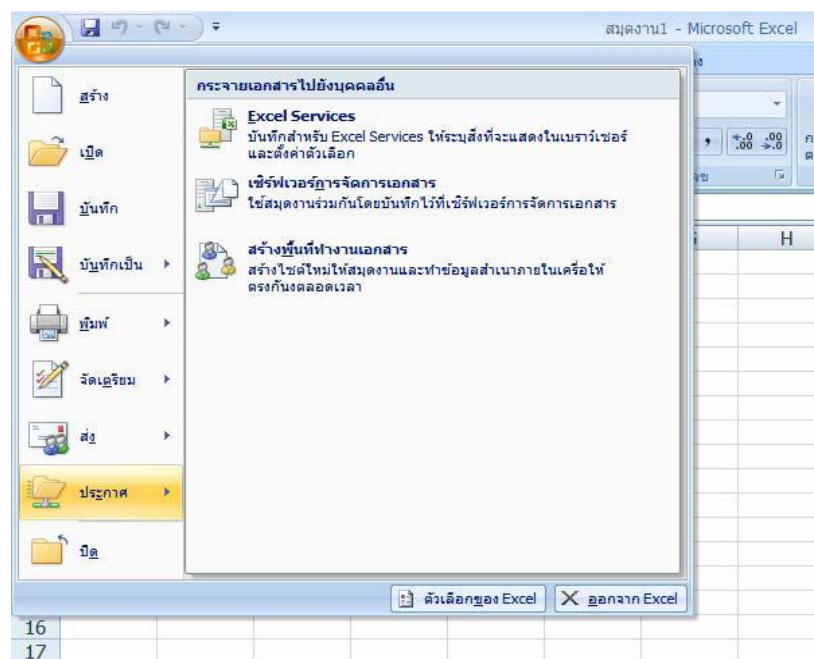 สมุดงาน1 - Microsoft Excel
สร้าง
เปิด
บันทึก
บันทึกเป็น
พิมพ์
จัดเตรียม
ส่ง
ประกาศ
ปิด
กระจายเอกสารไปยังบุคคลอื่น
Excel Services
บันทึกสำหรับ Excel Services ให้ระบุสิ่งที่จะแสดงในเบราว์เซอร์
และตั้งค่าตัวเลือก
เซิร์ฟเวอร์การจัดการเอกสาร
ใช้สมุดงานร่วมกันโดยบันทึกไว้ที่เซิร์ฟเวอร์การจัดการเอกสาร
สร้างพื้นที่ทำงานเอกสาร
สร้างไซต์ใหม่ให้สมุดงานและทำข้อมูลสำเนาภายในเครื่อให้
ตรงกันงตลอดเวลา
ตัวเลือกของ Excel
ออกจาก Excel
H
16
17